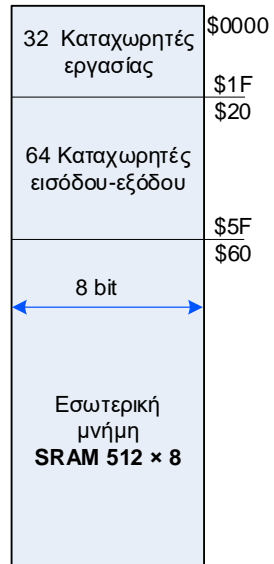 32 Καταχωρητές
εργασίας
$0000
$1F
$20
64 Καταχωρητές
εισόδου-εξόδου
$5F
$60
8 bit
Εσωτερική
μνήμη
SRAM 512 × 8